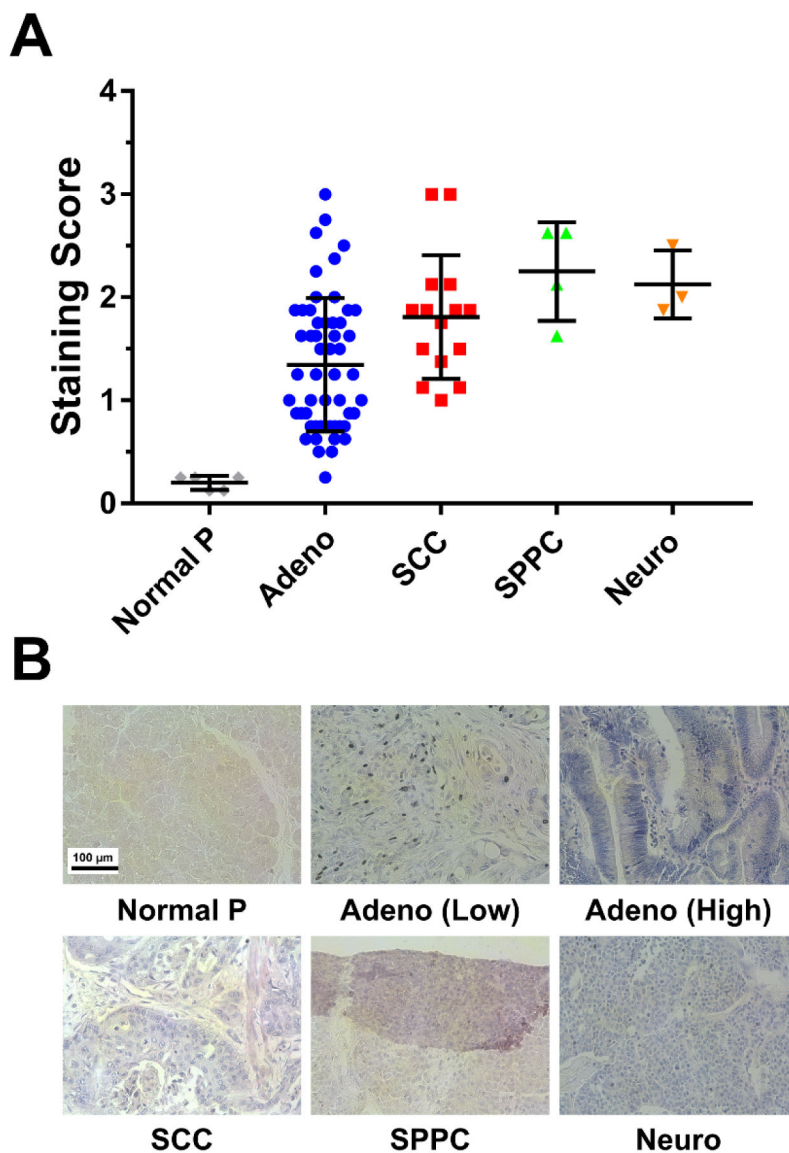 A
Staining Score
4
3
2
1
0
Normal P
Adeno
SCC
SPPC
Neuro
B
100 µm
Normal P
Adeno (Low)
Adeno (High)
SCC
SPPC
Neuro